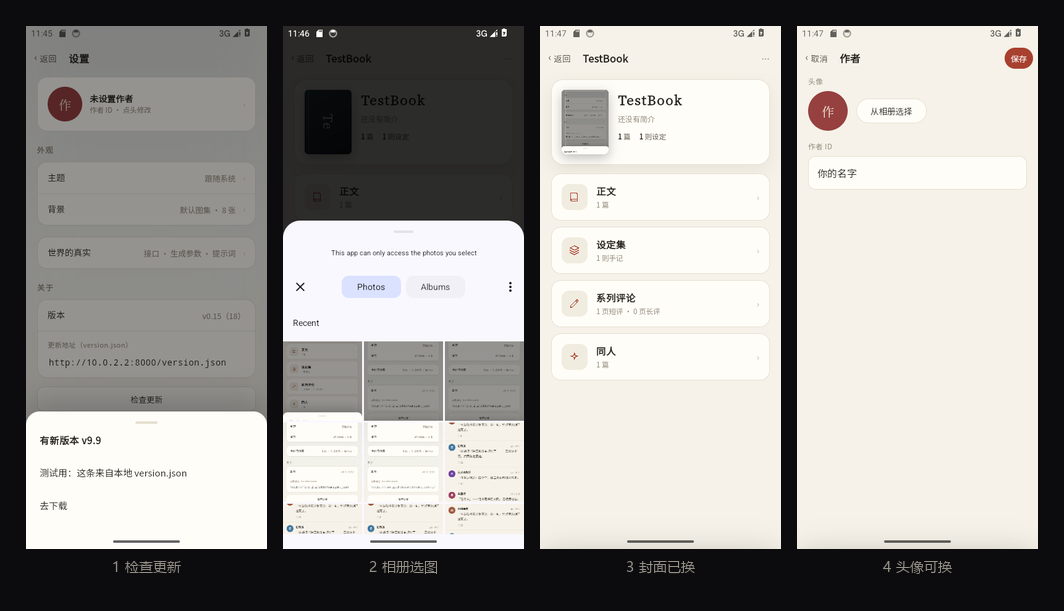 11:45
3G
‹ 返回 设置
作
未设置作者
作者 ID · 点头修改
外观
主题 跟随系统 ›
背景 默认图集 · 8 张 ›
世界的真实 接口 · 生成参数 · 提示词 ›
关于
版本 v0.15 (18)
更新地址（version.json）
http://10.0.2.2:8000/version.json
检查更新
有新版本 v9.9
测试用：这条来自本地 version.json
去下载
1 检查更新
11:46
3G
‹ 返回 TestBook ···
Te
TestBook
还没有简介
1 篇 1 则设定
正文
1 篇
This app can only access the photos you select
Photos
Albums
Recent
2 相册选图
11:47
3G
‹ 返回 TestBook ···
TestBook
还没有简介
1 篇 1 则设定
正文
1 篇
设定集
1 则手记
系列评论
1 页短评 · 0 页长评
同人
1 页
3 封面已换
11:47
3G
‹ 取消 作者 保存
头像
作
从相册选择
作者 ID
你的名字
4 头像可换